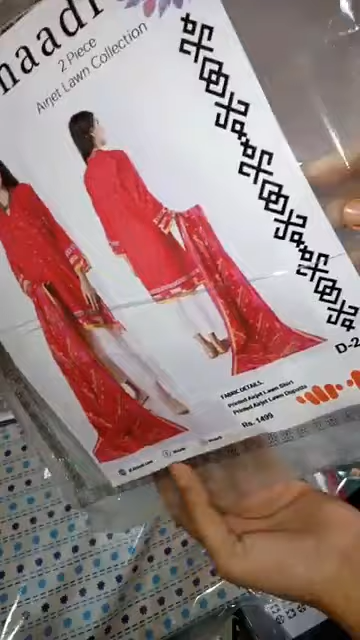 naadi
2 Piece
Airjet Lawn Collection
D-2
FABRIC DETAILS.
Printed Airjet Lawn Shirt
Printed Airjet Lawn Dupatta
Rs. 1499